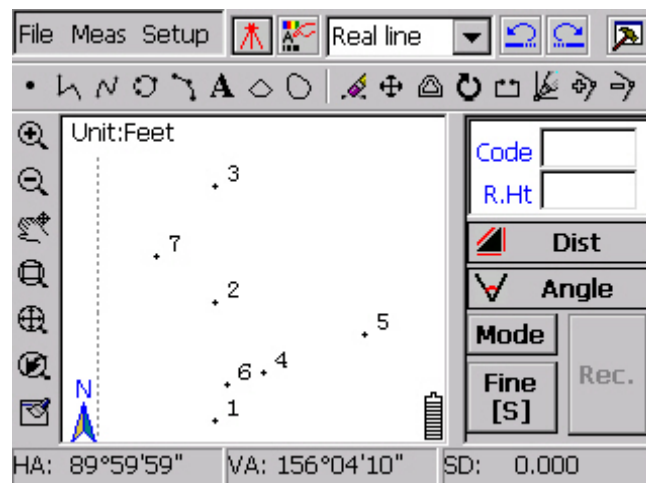 File Meas Setup Real line
A
Unit:Feet
3
7
2
5
6 4
1
N
Code
R.Ht
Dist
Angle
Mode
Fine [S]
Rec.
HA: 89°59'59" VA: 156°04'10" SD: 0.000